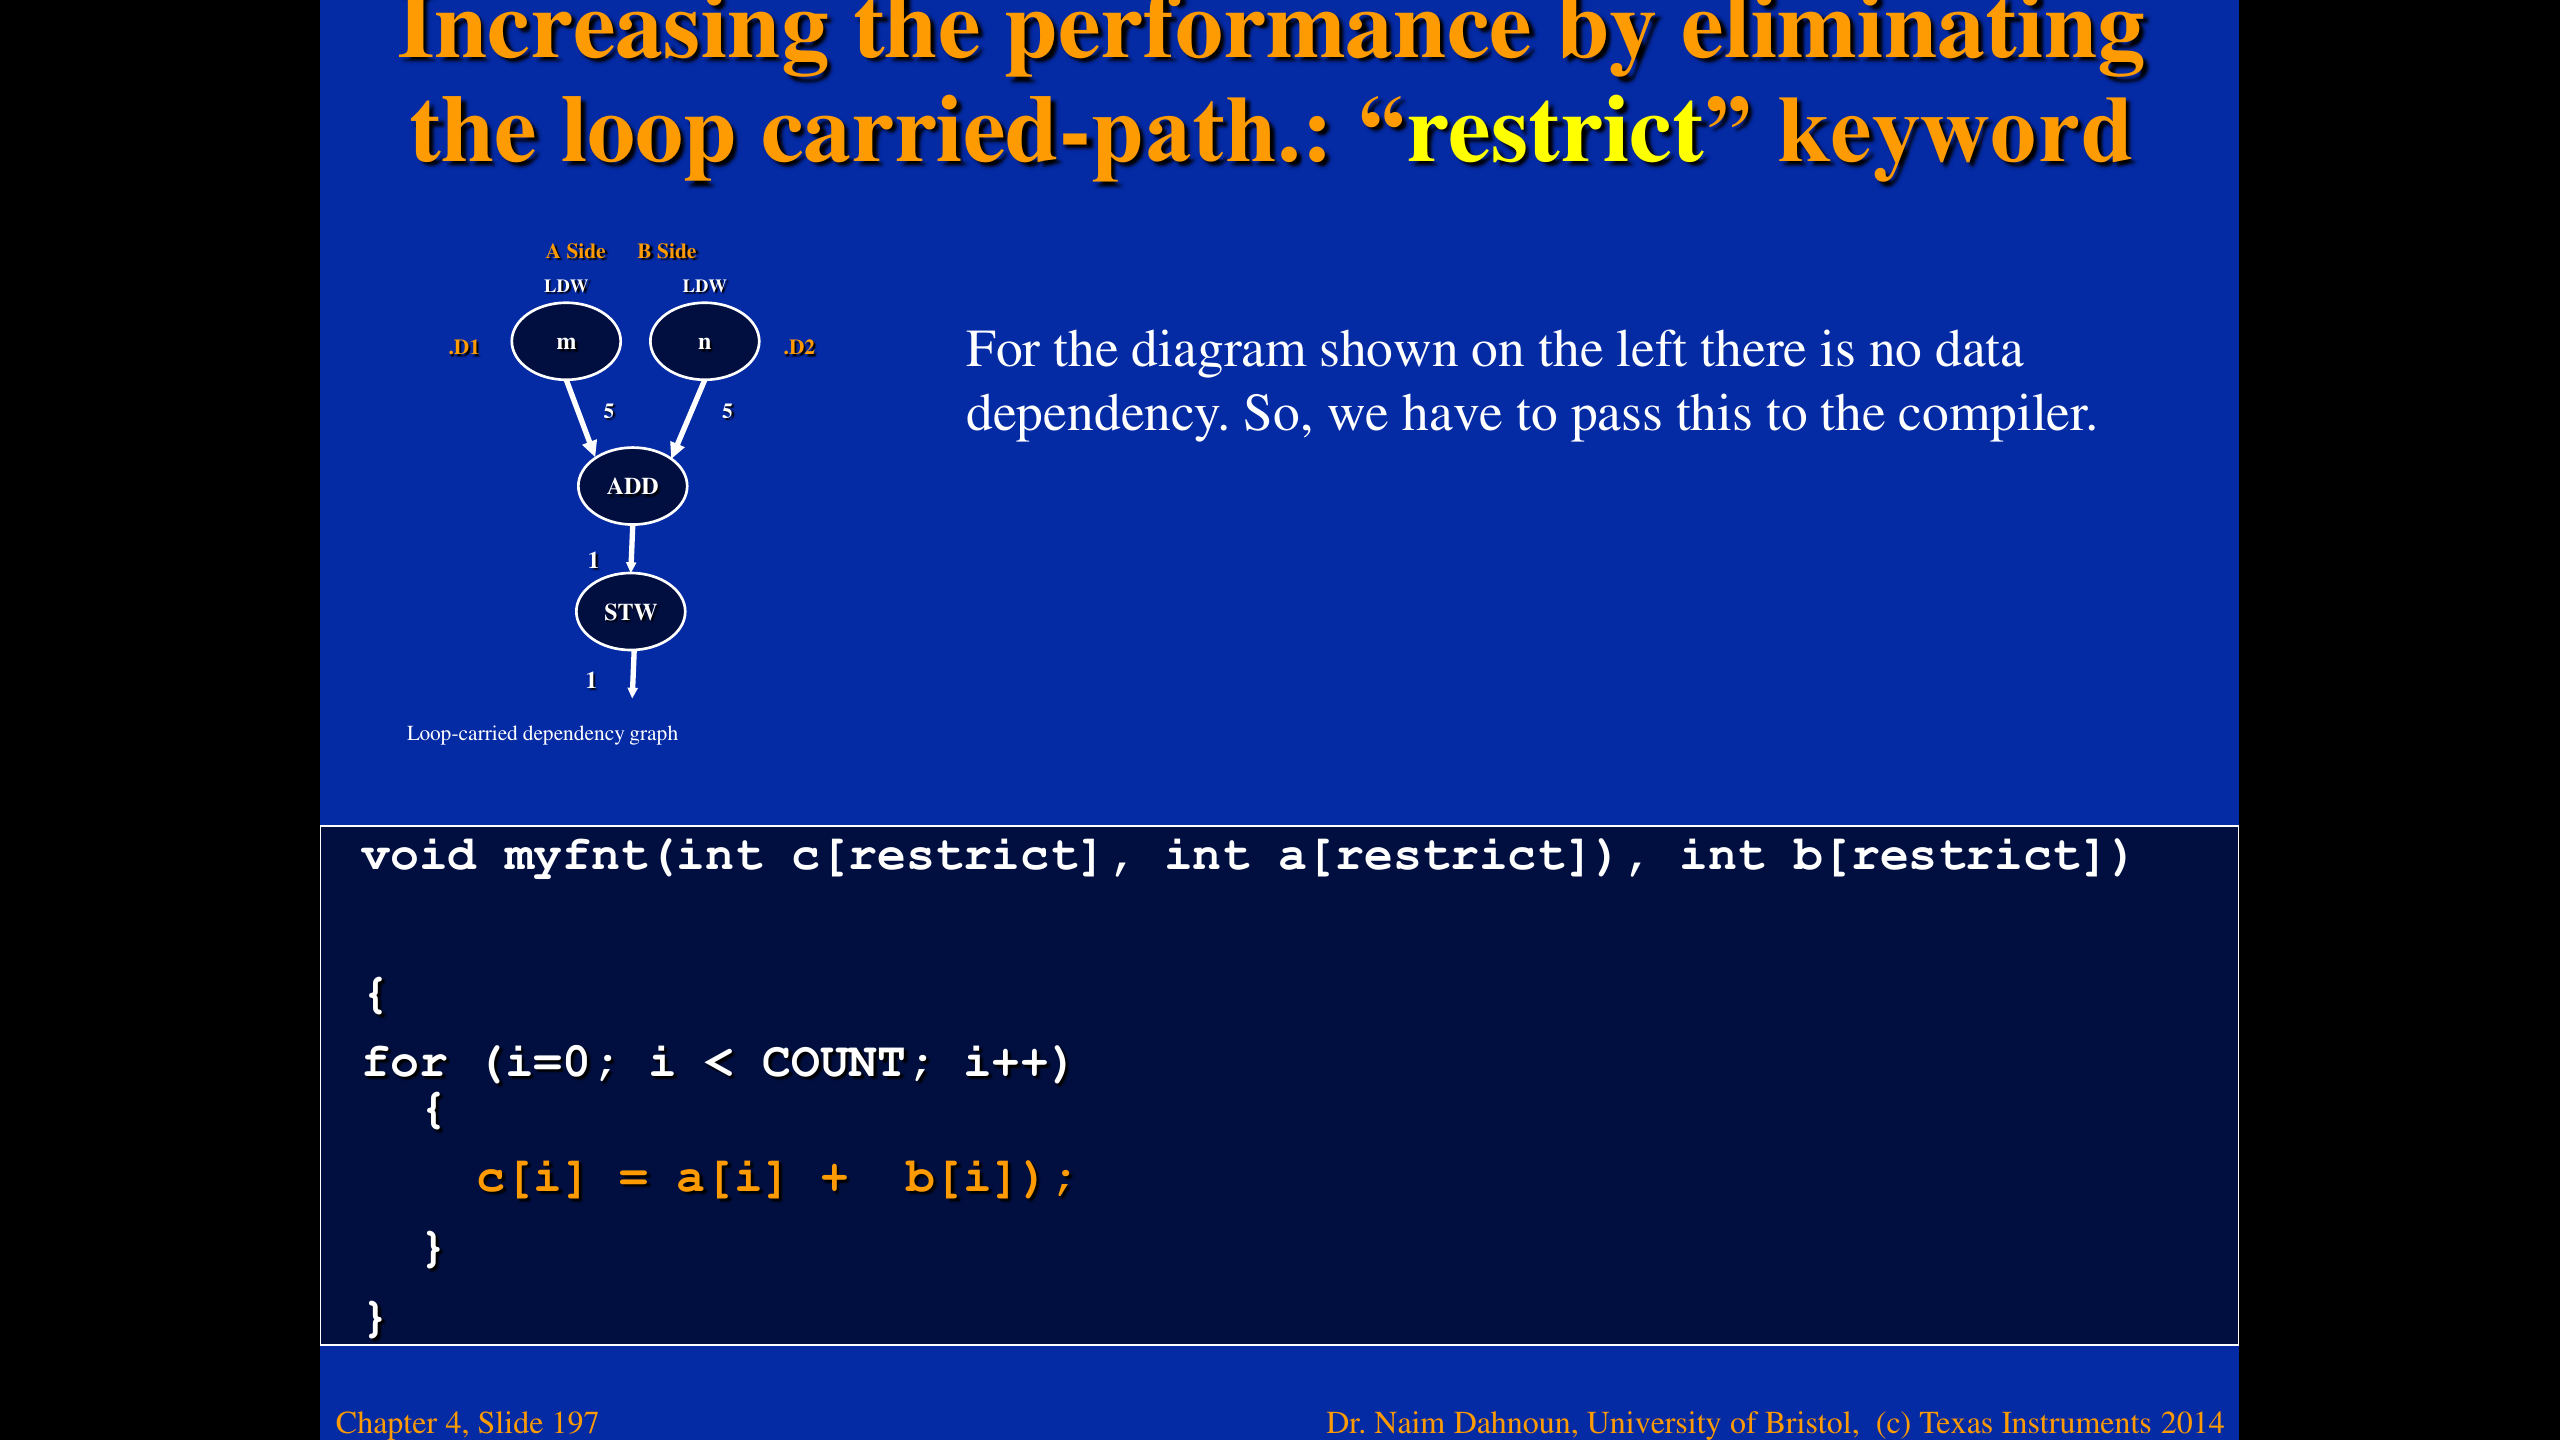 Increasing the performance by eliminating
the loop carried-path.: “restrict” keyword
A Side B Side
LDW LDW
.D1 m n .D2
5 5
ADD
1
STW
1
Loop-carried dependency graph
For the diagram shown on the left there is no data
dependency. So, we have to pass this to the compiler.
void myfnt(int c[restrict], int a[restrict]), int b[restrict])
{
for (i=0; i < COUNT; i++)
{
c[i] = a[i] +  b[i]);
}
}
Chapter 4, Slide 197
Dr. Naim Dahnoun, University of Bristol,  (c) Texas Instruments 2014